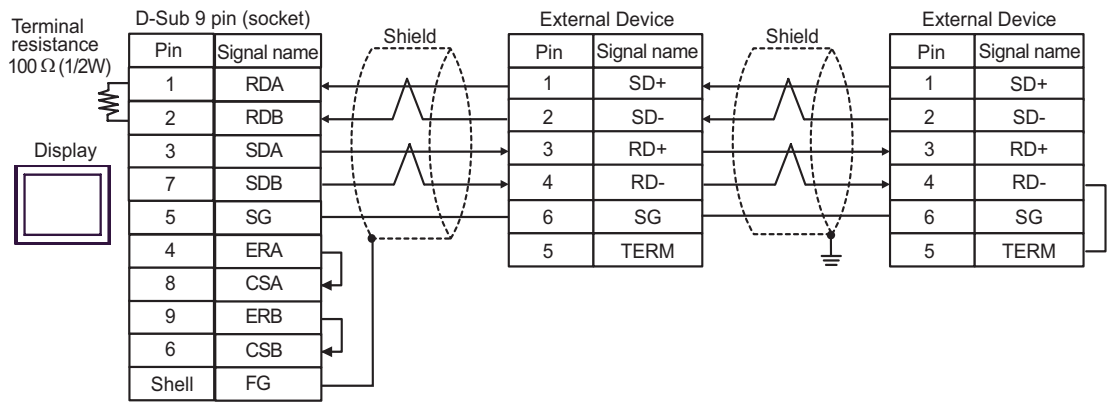 Terminal
resistance
100 Ω (1/2W)
Display
D-Sub 9 pin (socket)
Pin Signal name
1 RDA
2 RDB
3 SDA
7 SDB
5 SG
4 ERA
8 CSA
9 ERB
6 CSB
Shell FG
Shield
External Device
Pin Signal name
1 SD+
2 SD-
3 RD+
4 RD-
6 SG
5 TERM
Shield
External Device
Pin Signal name
1 SD+
2 SD-
3 RD+
4 RD-
6 SG
5 TERM